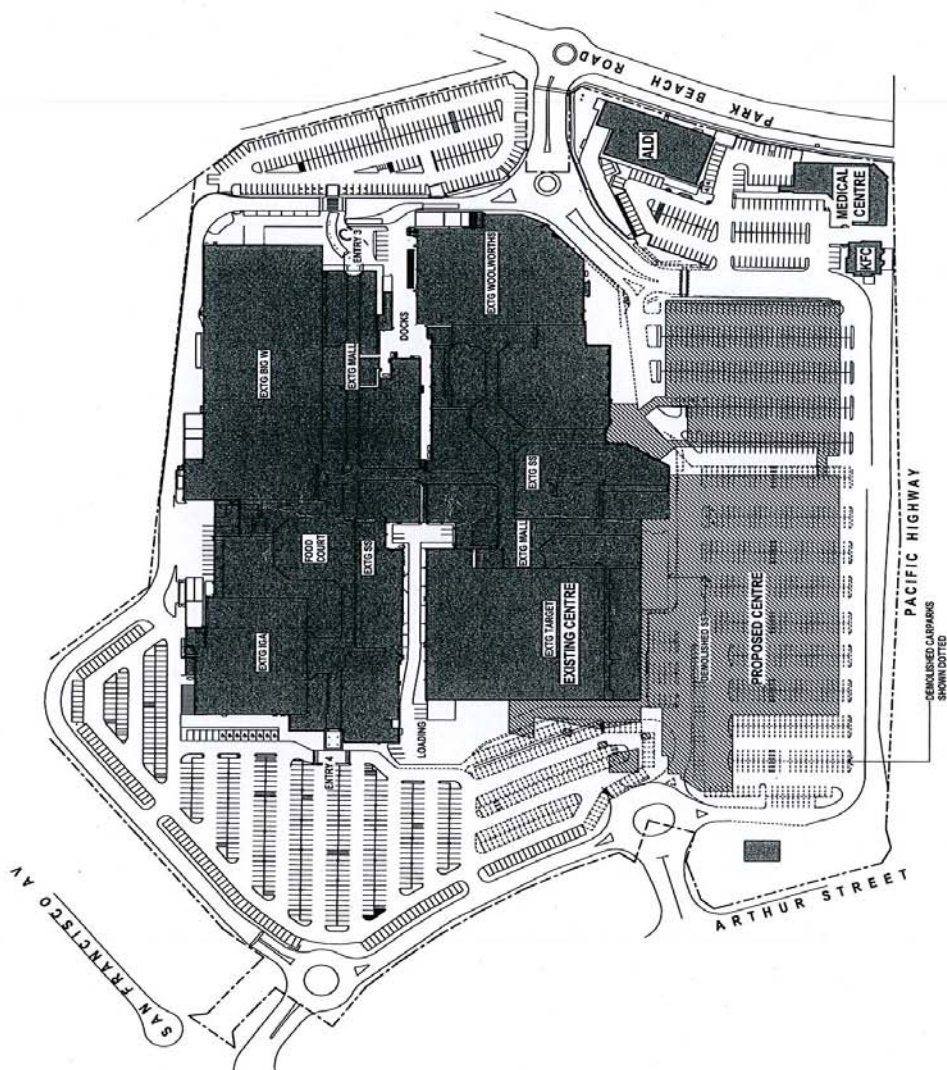 PARK BEACH ROAD
ALDI
MEDICAL
CENTRE
KFC
ENTRY 3
EXTG WOOLWORTHS
DOCKS
EXTG BIG W
EXTG MALL
EXTG SS
FOOD
COURT
EXTG SS
EXTG MALL
EXTG IGA
EXTG TARGET
EXISTING CENTRE
DEMOLISHED SS
PROPOSED CENTRE
PACIFIC HIGHWAY
DEMOLISHED CARPARKS
SHOWN DOTTED
LOADING
ENTRY 4
ARTHUR STREET
SAN FRANCISCO AV